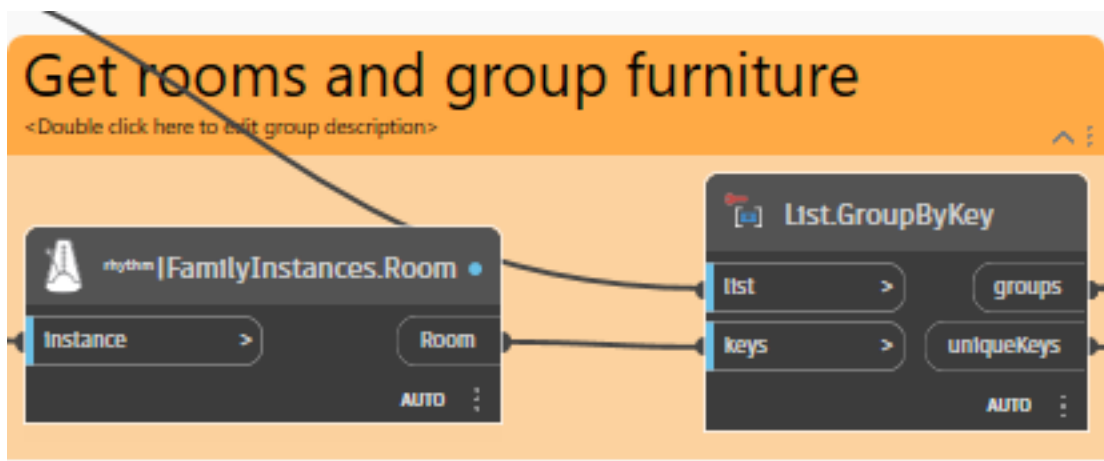 Get rooms and group furniture
<Double click here to edit group description>
rhythm|FamilyInstances.Room
instance >
Room
AUTO
List.GroupByKey
list >
groups
keys >
uniqueKeys
AUTO